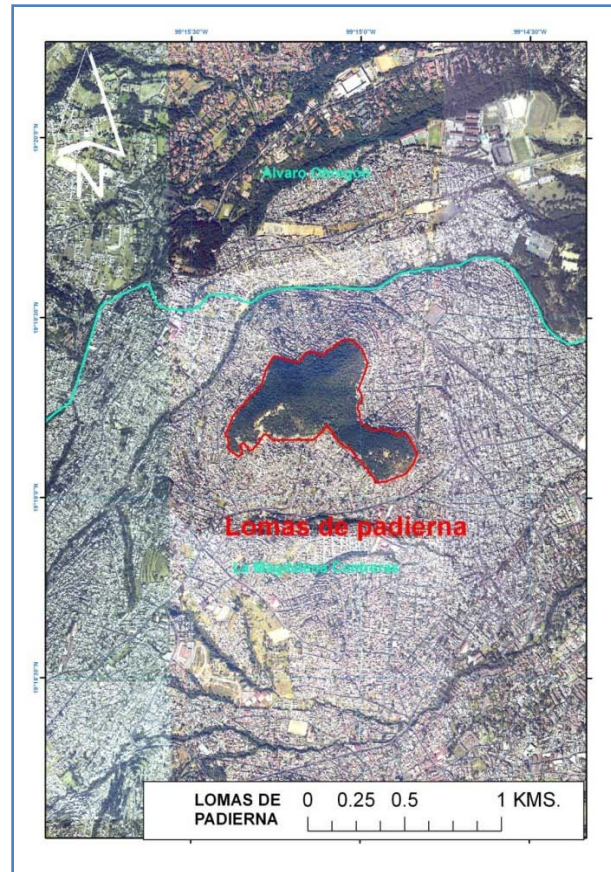 99°15'30"
99°15'0"
99°14'30"
N
Alvaro Obregón
Lomas de padierna
La Magdalena Contreras
LOMAS DE
PADIERNA
0 0.25 0.5 1 KMS.